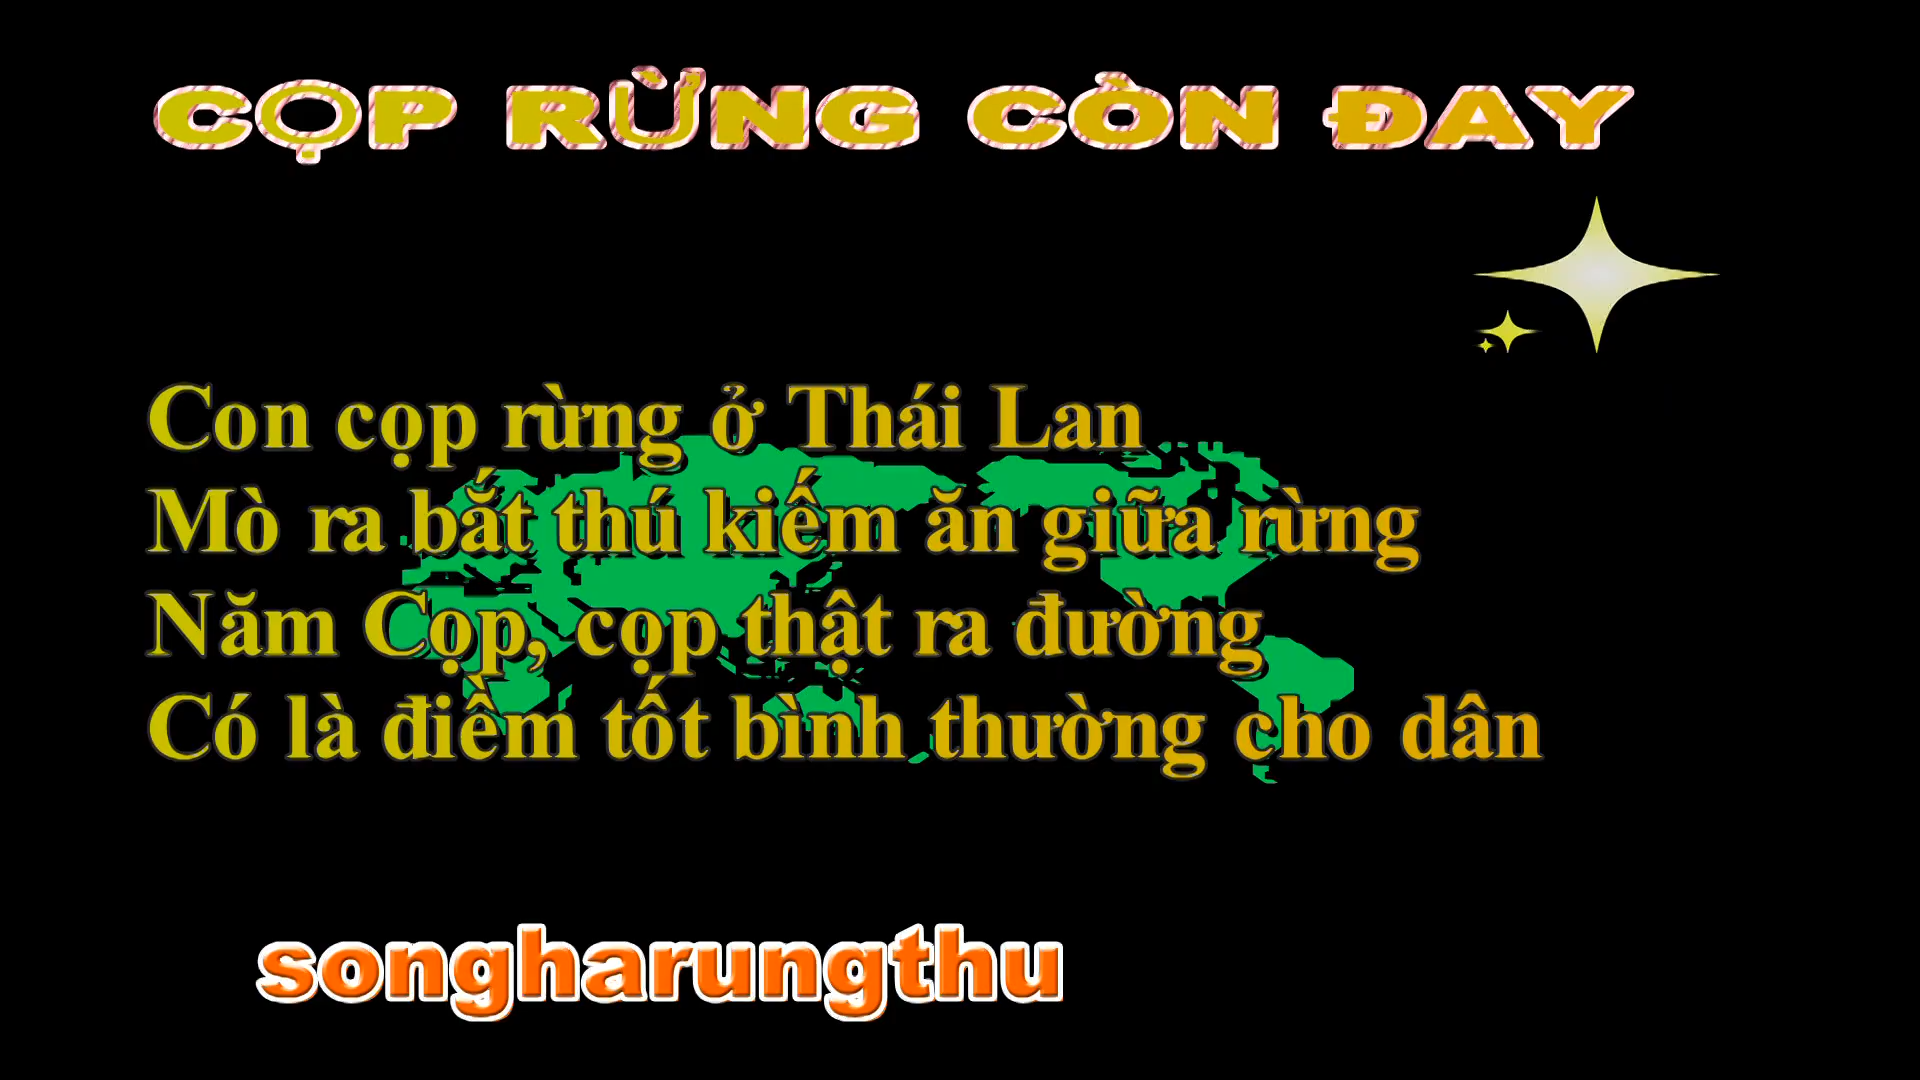 CỌP RỪNG CÒN ĐAY
Con cọp rừng ở Thái Lan
Mò ra bắt thú kiếm ăn giữa rừng
Năm Cọp, cọp thật ra đường
Có là điềm tốt bình thường cho dân
songharungthu